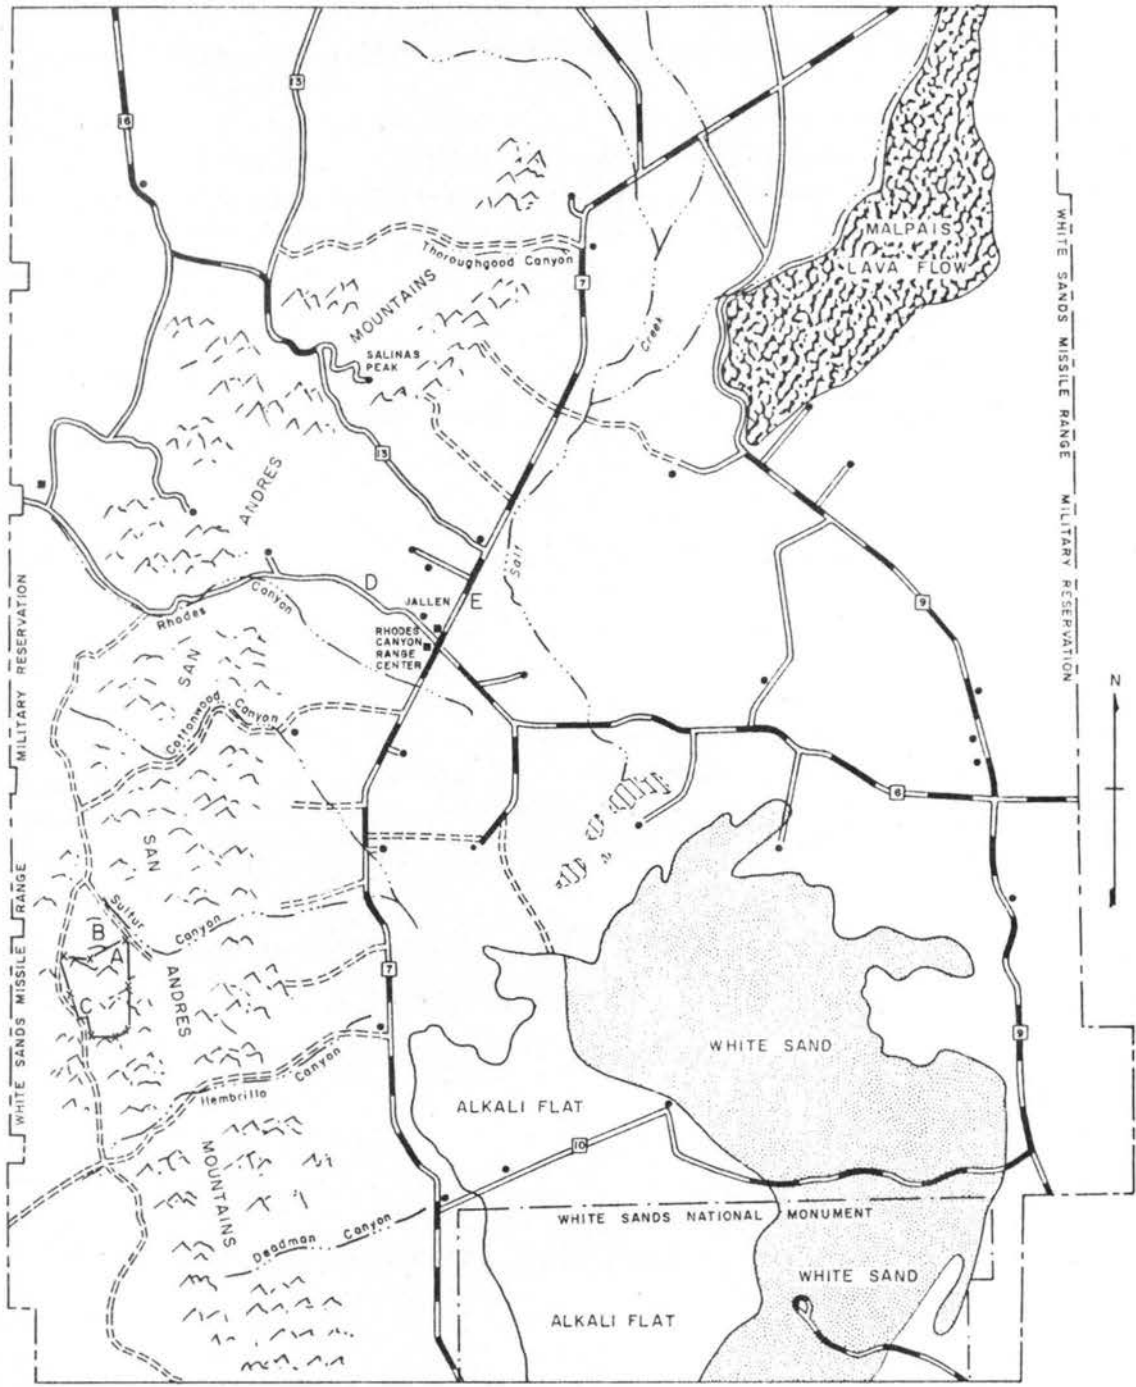 13
16
MALPAIS
LAVA FLOW
Thoroughgood Canyon
7
MOUNTAINS
Creek
SALINAS
PEAK
13
ANDRES
Salt
D
E
JALLEN
RHODES
CANYON
RANGE
CENTER
Rhodes Canyon
9
WHITE SANDS MISSILE RANGE MILITARY RESERVATION
N
SAN
Cottonwood Canyon
6
SAN
Sulfur Canyon
B
A
C
ANDRES
7
9
WHITE SANDS MISSILE RANGE MILITARY RESERVATION
WHITE SAND
Hembrillo Canyon
ALKALI FLAT
10
MOUNTAINS
Deadman Canyon
WHITE SANDS NATIONAL MONUMENT
WHITE SAND
ALKALI FLAT